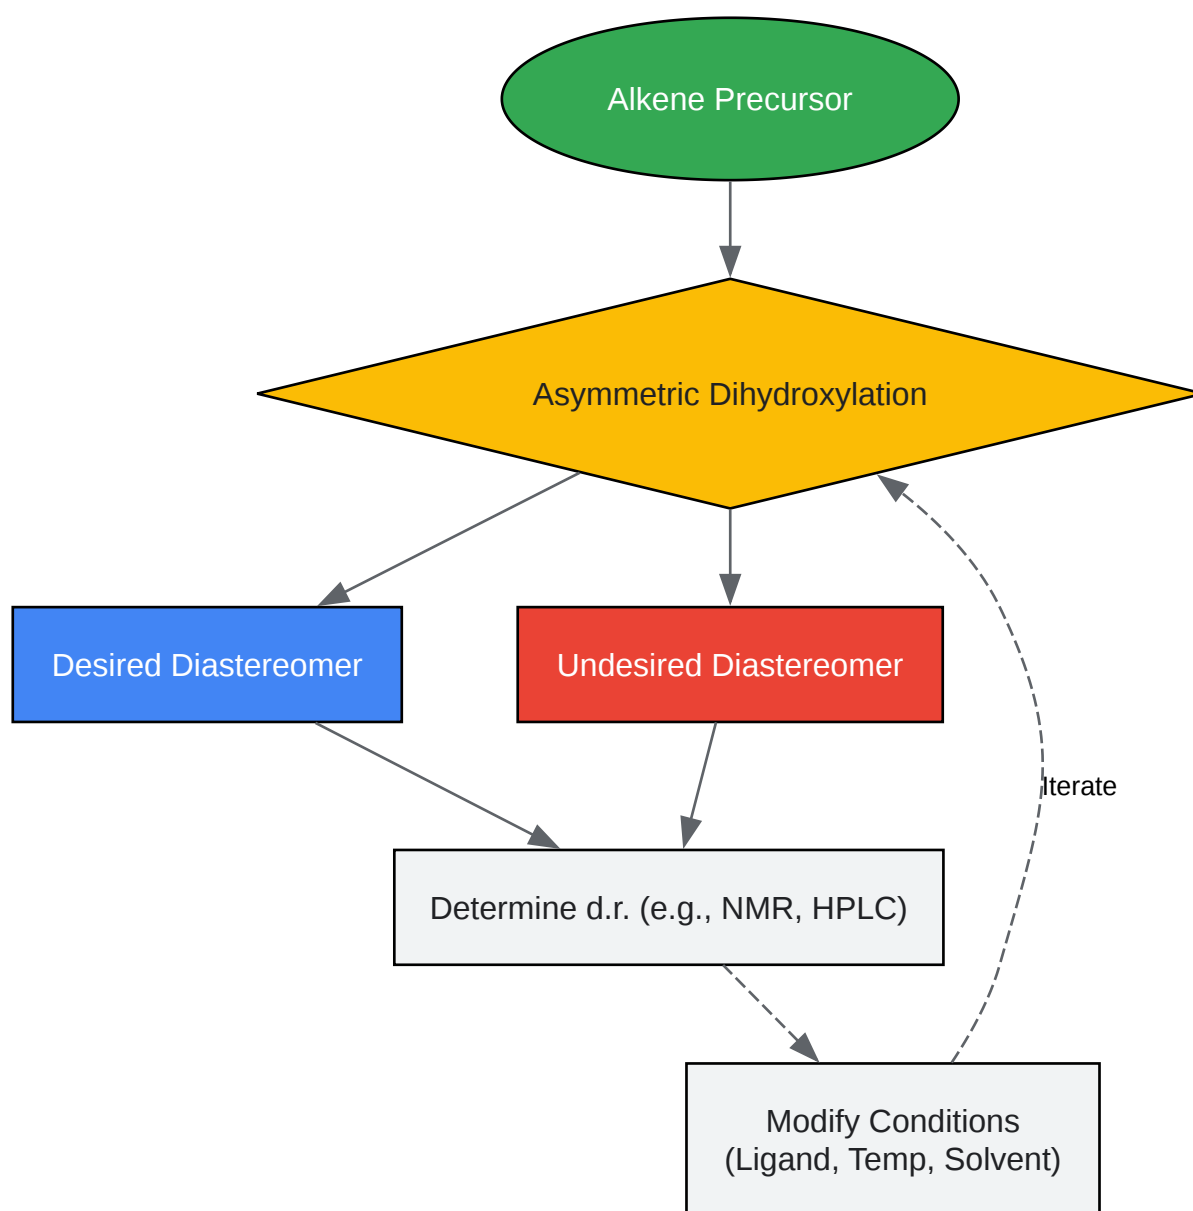 Alkene Precursor
Asymmetric Dihydroxylation
Desired Diastereomer
Undesired Diastereomer
Iterate
Determine d.r. (e.g., NMR, HPLC)
Modify Conditions
(Ligand, Temp, Solvent)